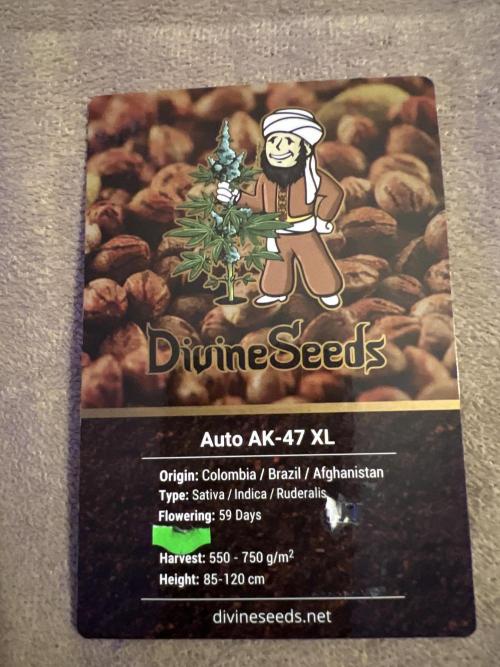 DivineSeeds
Auto AK-47 XL
Origin: Colombia / Brazil / Afghanistan
Type: Sativa / Indica / Ruderalis
Flowering: 59 Days
Harvest: 550 - 750 g/m²
Height: 85-120 cm
divineseeds.net